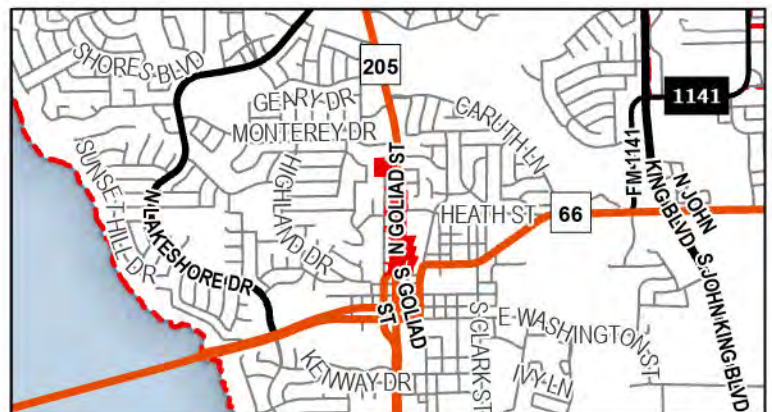 SHORES BLVD
205
GEARY DR
MONTEREY DR
CARUTH LN
1141
FM-1141
SUNSET HILL DR
N LAKESHORE DR
HIGHLAND DR
N GOLIAD ST
HEATH ST
66
KING BLVD
N JOHN
S JOHN KING BLVD
S GOLIAD
ST
S CLARK ST
E WASHINGTON ST
KENWAY DR
IVY LN